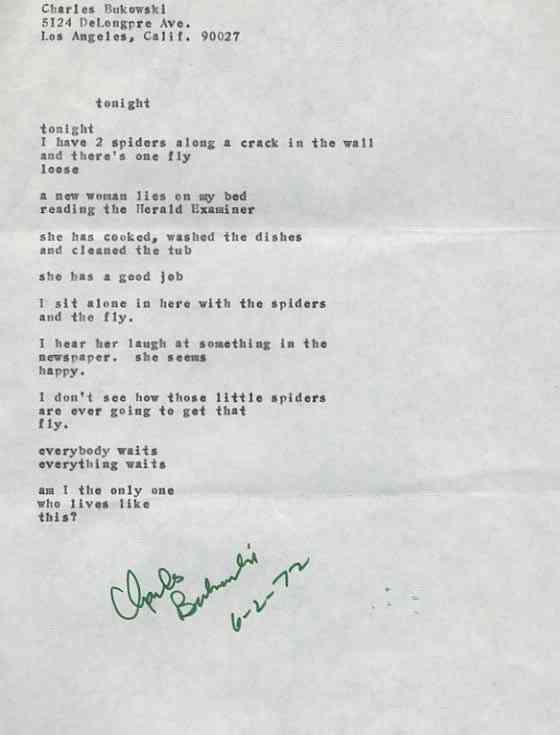 Charles Bukowski
5124 DeLongpre Ave.
Los Angeles, Calif. 90027
tonight
tonight
I have 2 spiders along a crack in the wall
and there's one fly
loose
a new woman lies on my bed
reading the Herald Examiner
she has cooked, washed the dishes
and cleaned the tub
she has a good job
I sit alone in here with the spiders
and the fly.
I hear her laugh at something in the
newspaper.  she seems
happy.
I don't see how those little spiders
are ever going to get that
fly.
everybody waits
everything waits
am I the only one
who lives like
this?
Charles
Bukowski
6-2-72